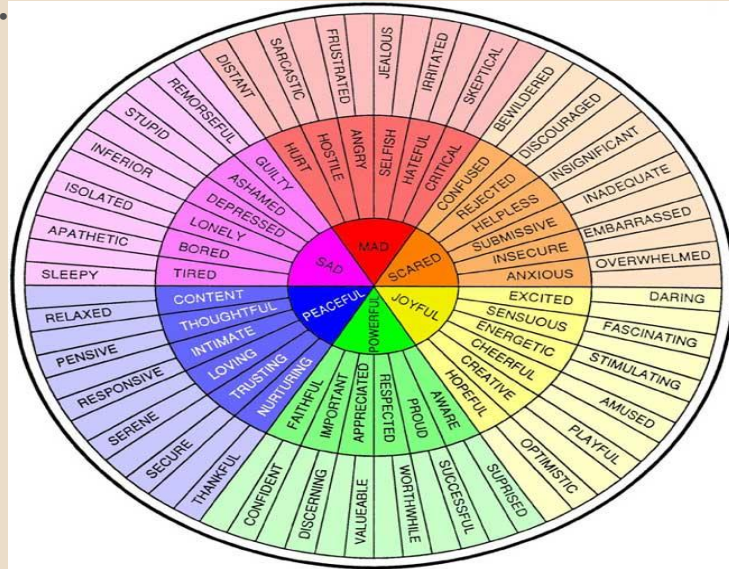 MAD
SCARED
JOYFUL
POWERFUL
PEACEFUL
SAD
HURT
HOSTILE
ANGRY
SELFISH
HATEFUL
CRITICAL
CONFUSED
REJECTED
HELPLESS
SUBMISSIVE
INSECURE
ANXIOUS
EXCITED
SENSUOUS
ENERGETIC
CHEERFUL
CREATIVE
HOPEFUL
AWARE
PROUD
RESPECTED
APPRECIATED
IMPORTANT
FAITHFUL
NURTURING
TRUSTING
LOVING
INTIMATE
THOUGHTFUL
CONTENT
TIRED
BORED
LONELY
DEPRESSED
ASHAMED
GUILTY
DISTANT
SARCASTIC
FRUSTRATED
JEALOUS
IRRITATED
SKEPTICAL
BEWILDERED
DISCOURAGED
INSIGNIFICANT
INADEQUATE
EMBARRASSED
OVERWHELMED
DARING
FASCINATING
STIMULATING
AMUSED
PLAYFUL
OPTIMISTIC
SUPRISED
SUCCESSFUL
WORTHWHILE
VALUEABLE
DISCERNING
CONFIDENT
THANKFUL
SECURE
SERENE
RESPONSIVE
PENSIVE
RELAXED
SLEEPY
APATHETIC
ISOLATED
INFERIOR
STUPID
REMORSEFUL